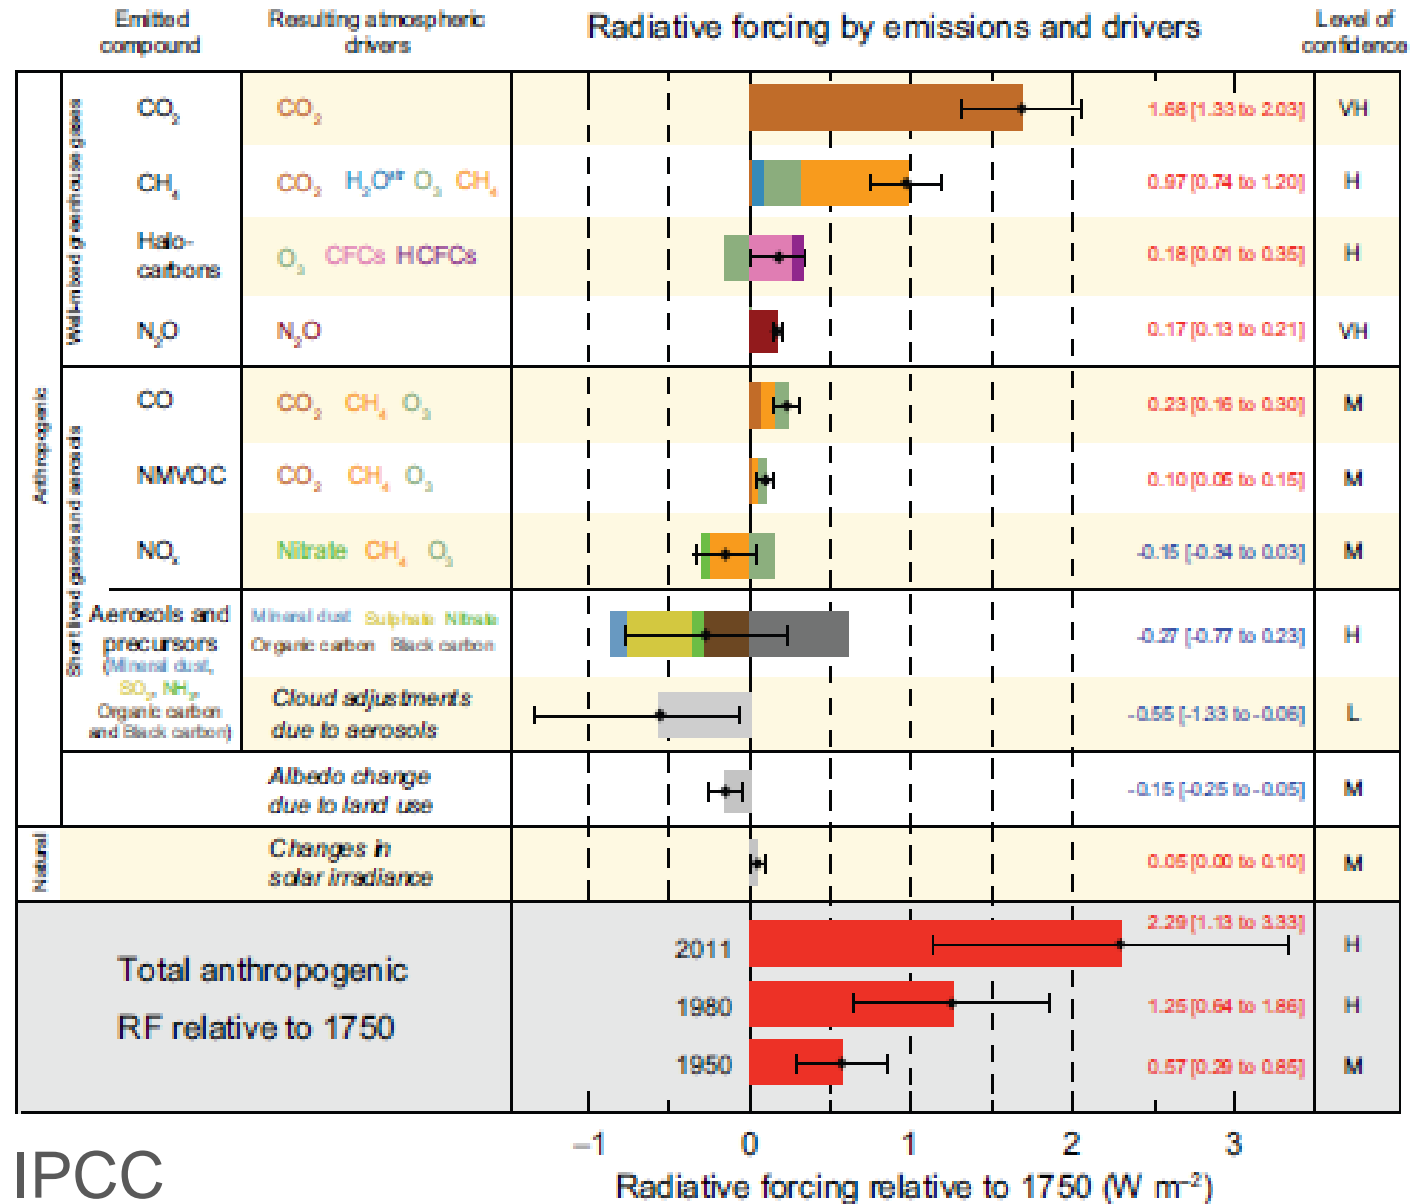 Emitted compound
Resulting atmospheric drivers
Radiative forcing by emissions and drivers
Level of confidence
Anthropogenic
Well-mixed greenhouse gases
CO₂
CO₂
1.68 [1.33 to 2.03]
VH
CH₄
CO₂ H₂Oˢᵗʳ O₃ CH₄
0.97 [0.74 to 1.20]
H
Halo-
carbons
O₃ CFCs HCFCs
0.18 [0.01 to 0.35]
H
N₂O
N₂O
0.17 [0.13 to 0.21]
VH
Short lived gases and aerosols
CO
CO₂ CH₄ O₃
0.23 [0.16 to 0.30]
M
NMVOC
CO₂ CH₄ O₃
0.10 [0.05 to 0.15]
M
NOₓ
Nitrate CH₄ O₃
-0.15 [-0.34 to 0.03]
M
Aerosols and
precursors
(Mineral dust,
SO₂, NH₃,
Organic carbon
and Black carbon)
Mineral dust Sulphate Nitrate
Organic carbon Black carbon
-0.27 [-0.77 to 0.23]
H
Cloud adjustments
due to aerosols
-0.55 [-1.33 to -0.06]
L
Albedo change
due to land use
-0.15 [-0.25 to -0.05]
M
Natural
Changes in
solar irradiance
0.05 [0.00 to 0.10]
M
Total anthropogenic
RF relative to 1750
2011
2.29 [1.13 to 3.33]
H
1980
1.25 [0.64 to 1.86]
H
1950
0.57 [0.29 to 0.85]
M
–1 0 1 2 3
Radiative forcing relative to 1750 (W m⁻²)
IPCC